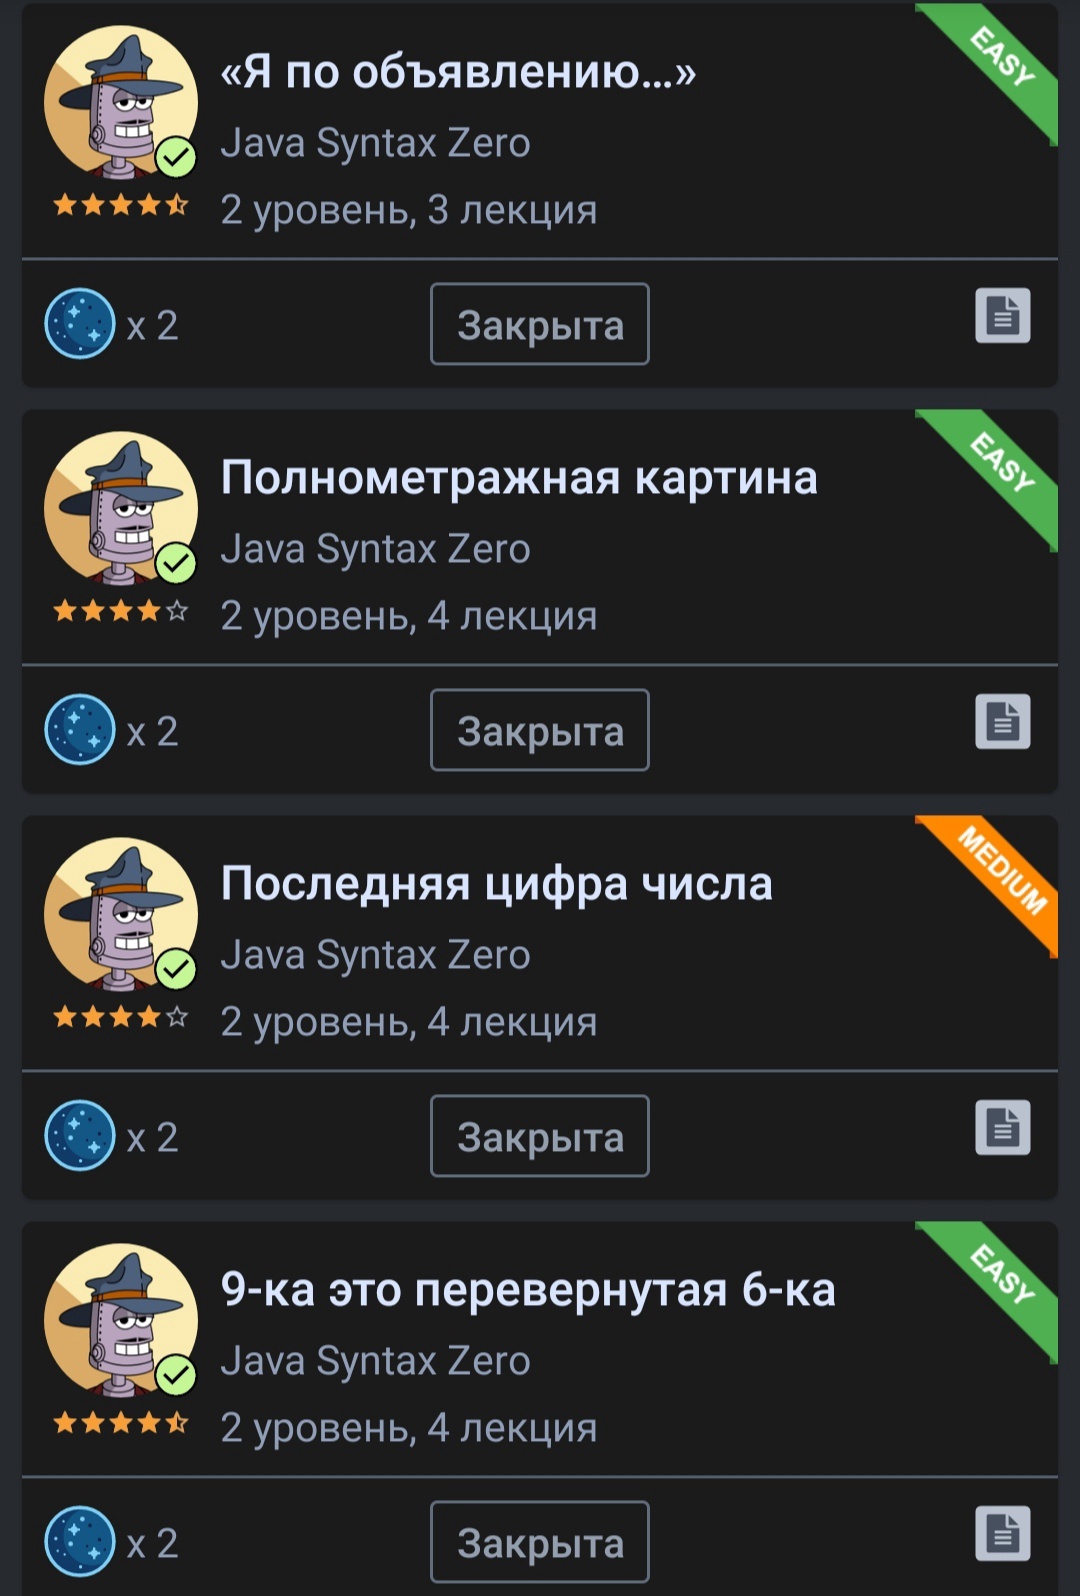 «Я по объявлению...»
EASY
Java Syntax Zero
2 уровень, 3 лекция
x 2
Закрыта
Полнометражная картина
EASY
Java Syntax Zero
2 уровень, 4 лекция
x 2
Закрыта
Последняя цифра числа
MEDIUM
Java Syntax Zero
2 уровень, 4 лекция
x 2
Закрыта
9-ка это перевернутая 6-ка
EASY
Java Syntax Zero
2 уровень, 4 лекция
x 2
Закрыта